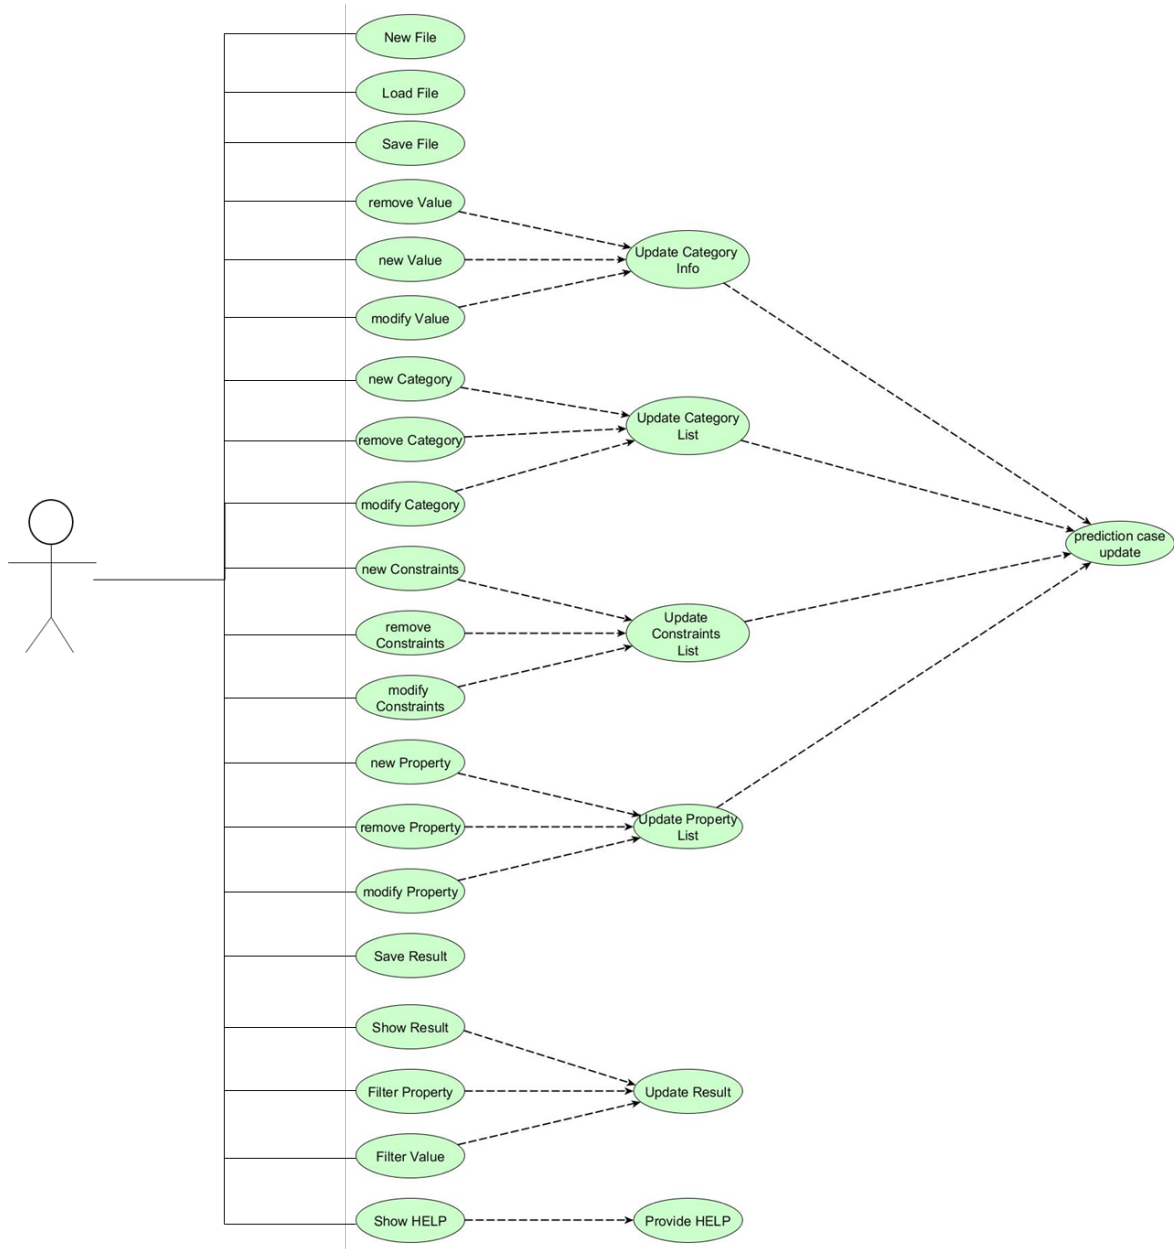 New File
Load File
Save File
remove Value
new Value
modify Value
Update Category
Info
new Category
remove Category
modify Category
Update Category
List
new Constraints
remove
Constraints
modify
Constraints
Update
Constraints
List
prediction case
update
new Property
remove Property
modify Property
Update Property
List
Save Result
Show Result
Filter Property
Filter Value
Update Result
Show HELP
Provide HELP